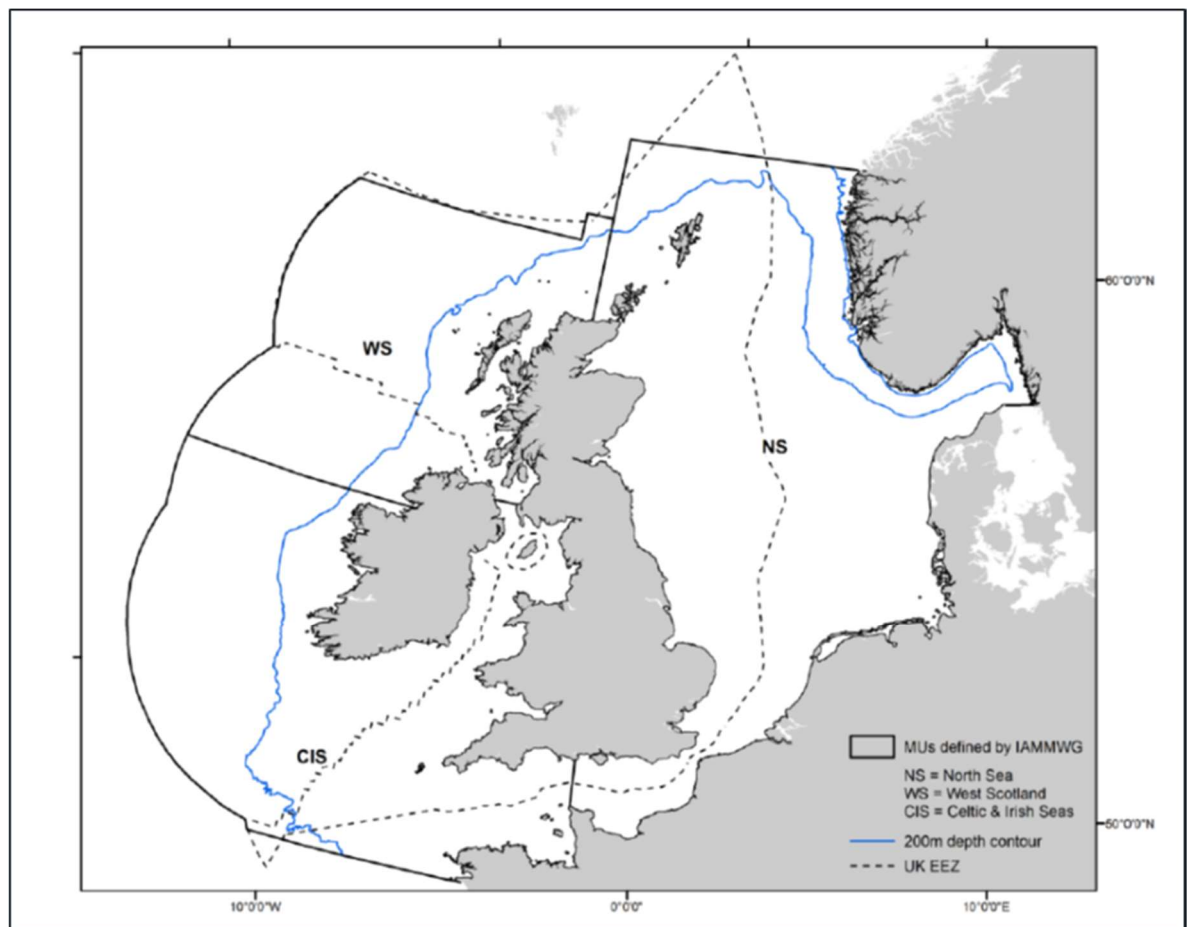 WS
60°0'0"N
NS
CIS
MUs defined by IAMMWG
NS = North Sea
WS = West Scotland
CIS = Celtic & Irish Seas
200m depth contour
UK EEZ
50°0'0"N
10°0'0"W
0°0'0"
10°0'0"E